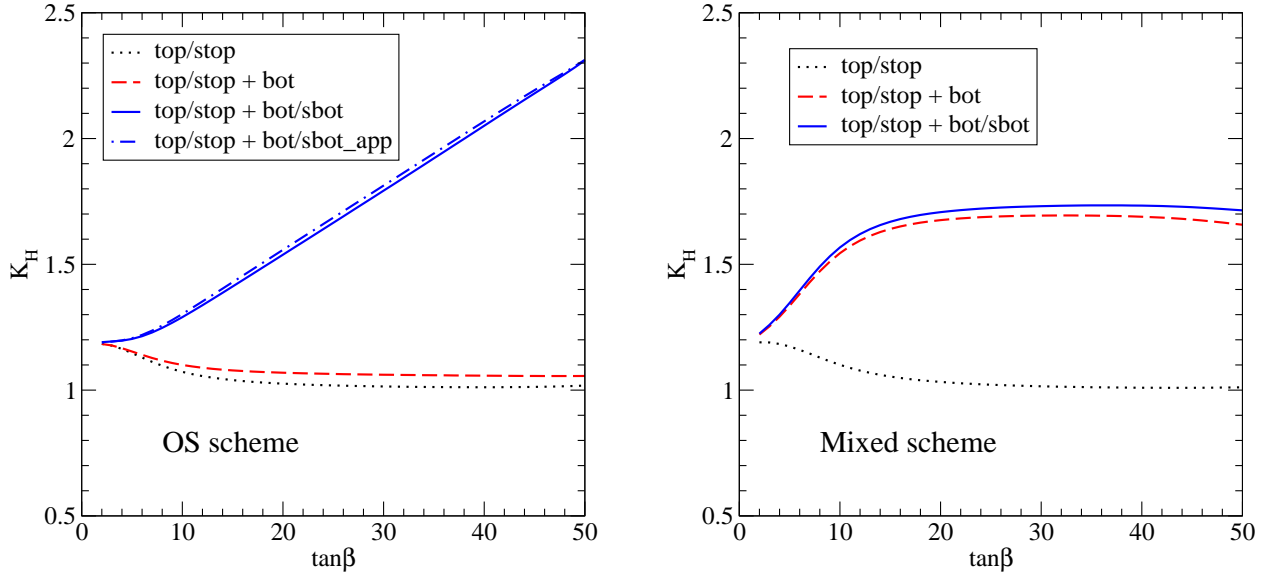 2.5
2
1.5
1
0.5
K_H
0 10 20 30 40 50
tanβ
top/stop
top/stop + bot
top/stop + bot/sbot
top/stop + bot/sbot_app
OS scheme
2.5
2
1.5
1
0.5
K_H
0 10 20 30 40 50
tanβ
top/stop
top/stop + bot
top/stop + bot/sbot
Mixed scheme